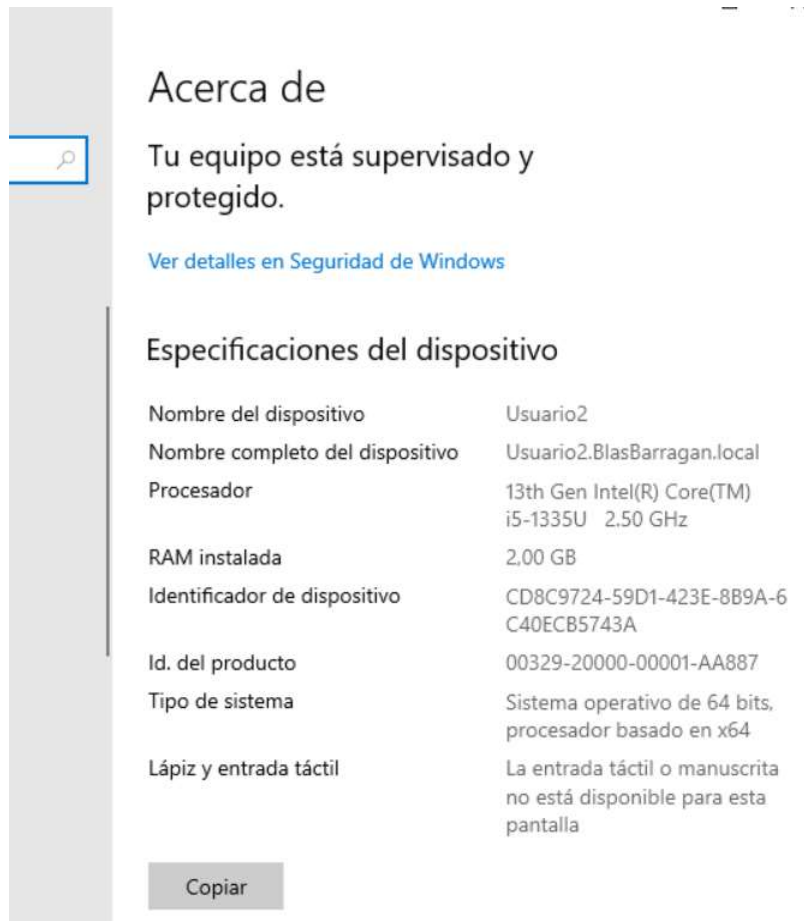 Acerca de
Tu equipo está supervisado y
protegido.
Ver detalles en Seguridad de Windows
Especificaciones del dispositivo
Nombre del dispositivo Usuario2
Nombre completo del dispositivo Usuario2.BlasBarragan.local
Procesador 13th Gen Intel(R) Core(TM)
i5-1335U 2.50 GHz
RAM instalada 2,00 GB
Identificador de dispositivo CD8C9724-59D1-423E-8B9A-6
C40ECB5743A
Id. del producto 00329-20000-00001-AA887
Tipo de sistema Sistema operativo de 64 bits,
procesador basado en x64
Lápiz y entrada táctil La entrada táctil o manuscrita
no está disponible para esta
pantalla
Copiar